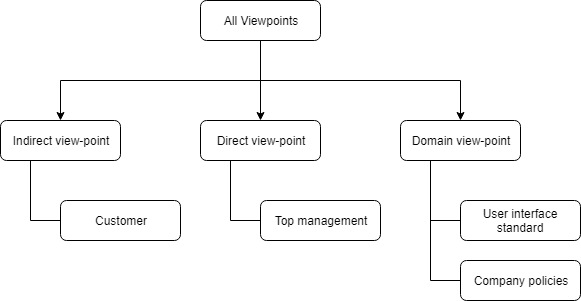 All Viewpoints
Indirect view-point
Direct view-point
Domain view-point
Customer
Top management
User interface
standard
Company policies